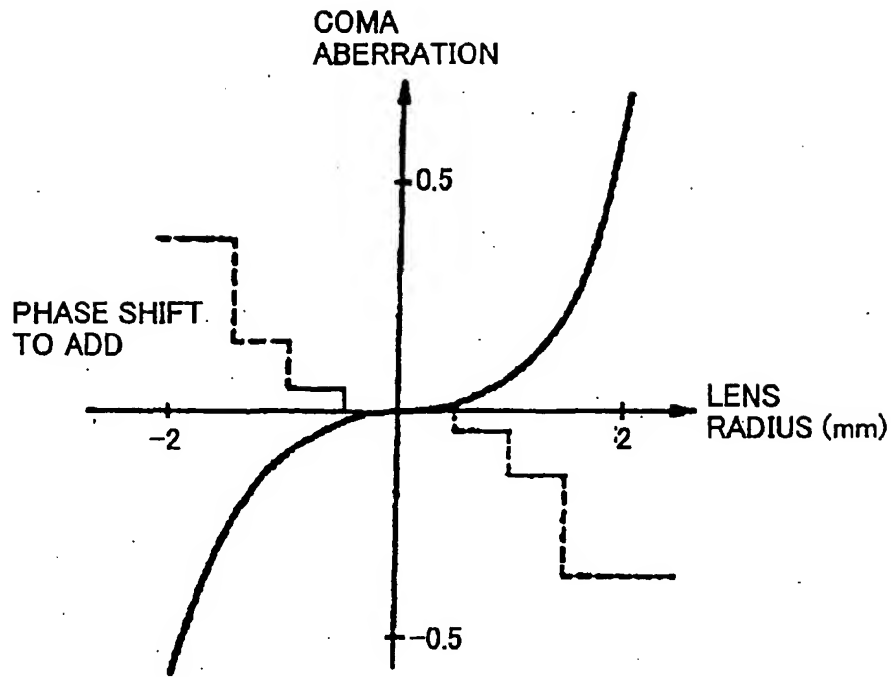 COMA
ABERRATION
0.5
PHASE SHIFT
TO ADD
-2
2
LENS
RADIUS (mm)
-0.5